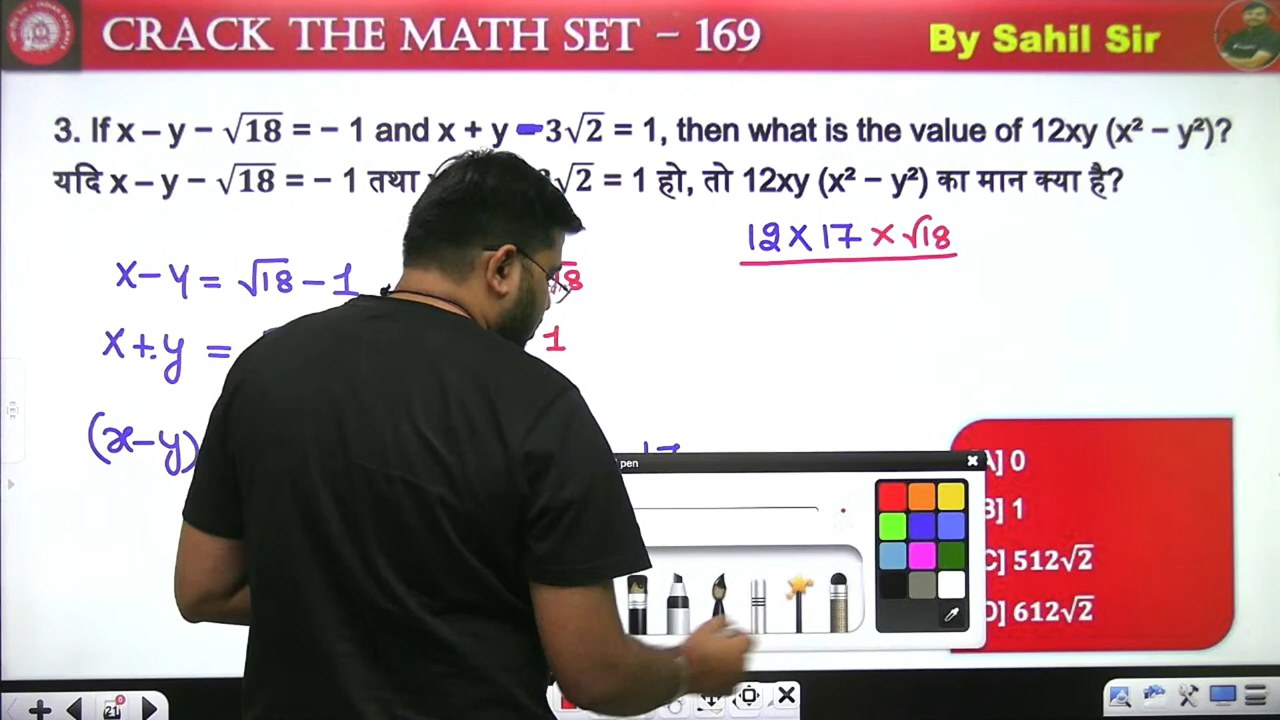 CRACK THE MATH SET – 169
By Sahil Sir
3. If x – y – √18 = – 1 and x + y - 3√2 = 1, then what is the value of 12xy (x² – y²)?
यदि x – y – √18 = – 1 तथा √2 = 1 हो, तो 12xy (x² – y²) का मान क्या है?
12 × 17 × √18
x - y = √18 - 1
x + y =
1
(x-y)
17
pen
A] 0
B] 1
C] 512√2
D] 612√2
21